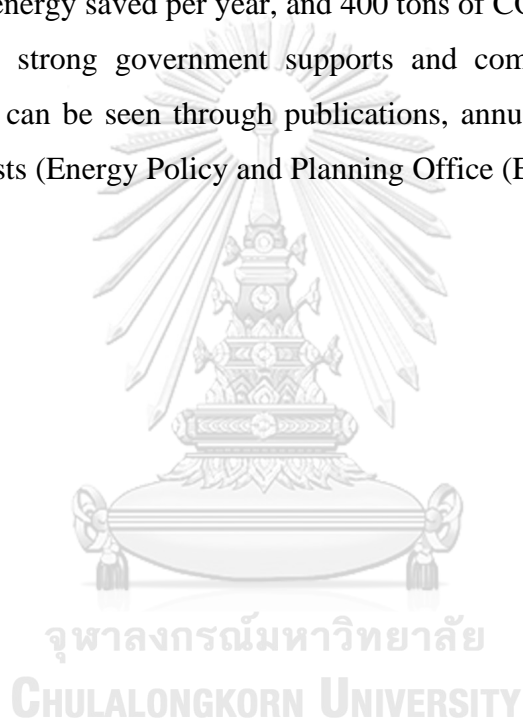 energy saved per year, and 400 tons of CO
strong government supports and com
can be seen through publications, annu
sts (Energy Policy and Planning Office (E
จุฬาลงกรณ์มหาวิทยาลัย
CHULALONGKORN UNIVERSITY